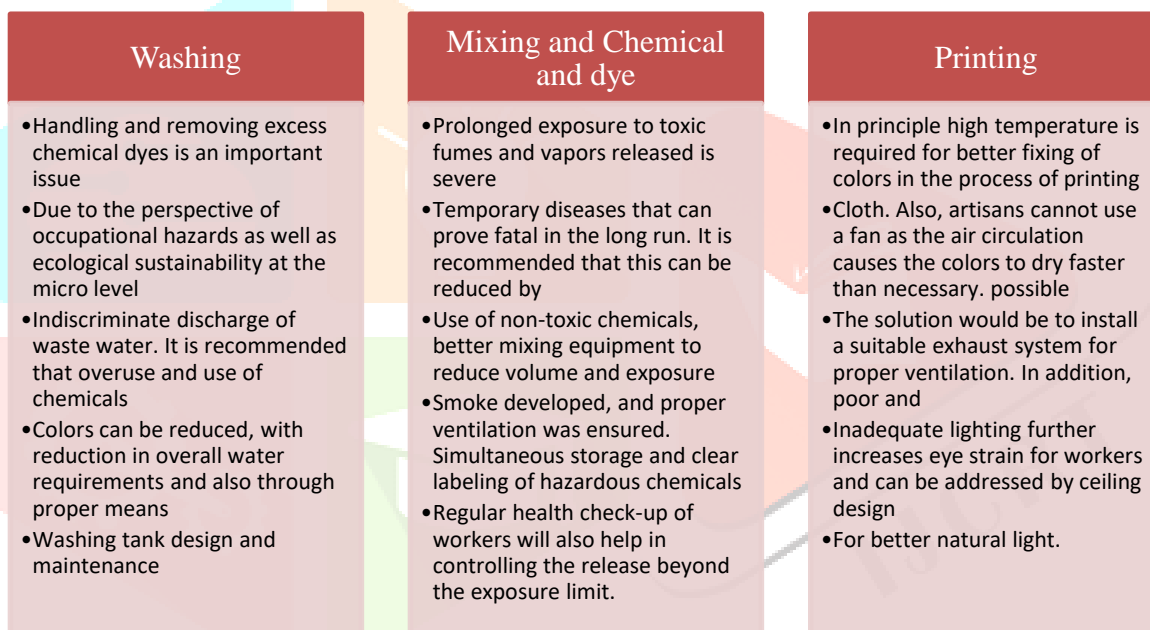 Washing
•Handling and removing excess
chemical dyes is an important
issue
•Due to the perspective of
occupational hazards as well as
ecological sustainability at the
micro level
•Indiscriminate discharge of
waste water. It is recommended
that overuse and use of
chemicals
•Colors can be reduced, with
reduction in overall water
requirements and also through
proper means
•Washing tank design and
maintenance
Mixing and Chemical
and dye
•Prolonged exposure to toxic
fumes and vapors released is
severe
•Temporary diseases that can
prove fatal in the long run. It is
recommended that this can be
reduced by
•Use of non-toxic chemicals,
better mixing equipment to
reduce volume and exposure
•Smoke developed, and proper
ventilation was ensured.
Simultaneous storage and clear
labeling of hazardous chemicals
•Regular health check-up of
workers will also help in
controlling the release beyond
the exposure limit.
Printing
•In principle high temperature is
required for better fixing of
colors in the process of printing
•Cloth. Also, artisans cannot use
a fan as the air circulation
causes the colors to dry faster
than necessary. possible
•The solution would be to install
a suitable exhaust system for
proper ventilation. In addition,
poor and
•Inadequate lighting further
increases eye strain for workers
and can be addressed by ceiling
design
•For better natural light.
IJCRT